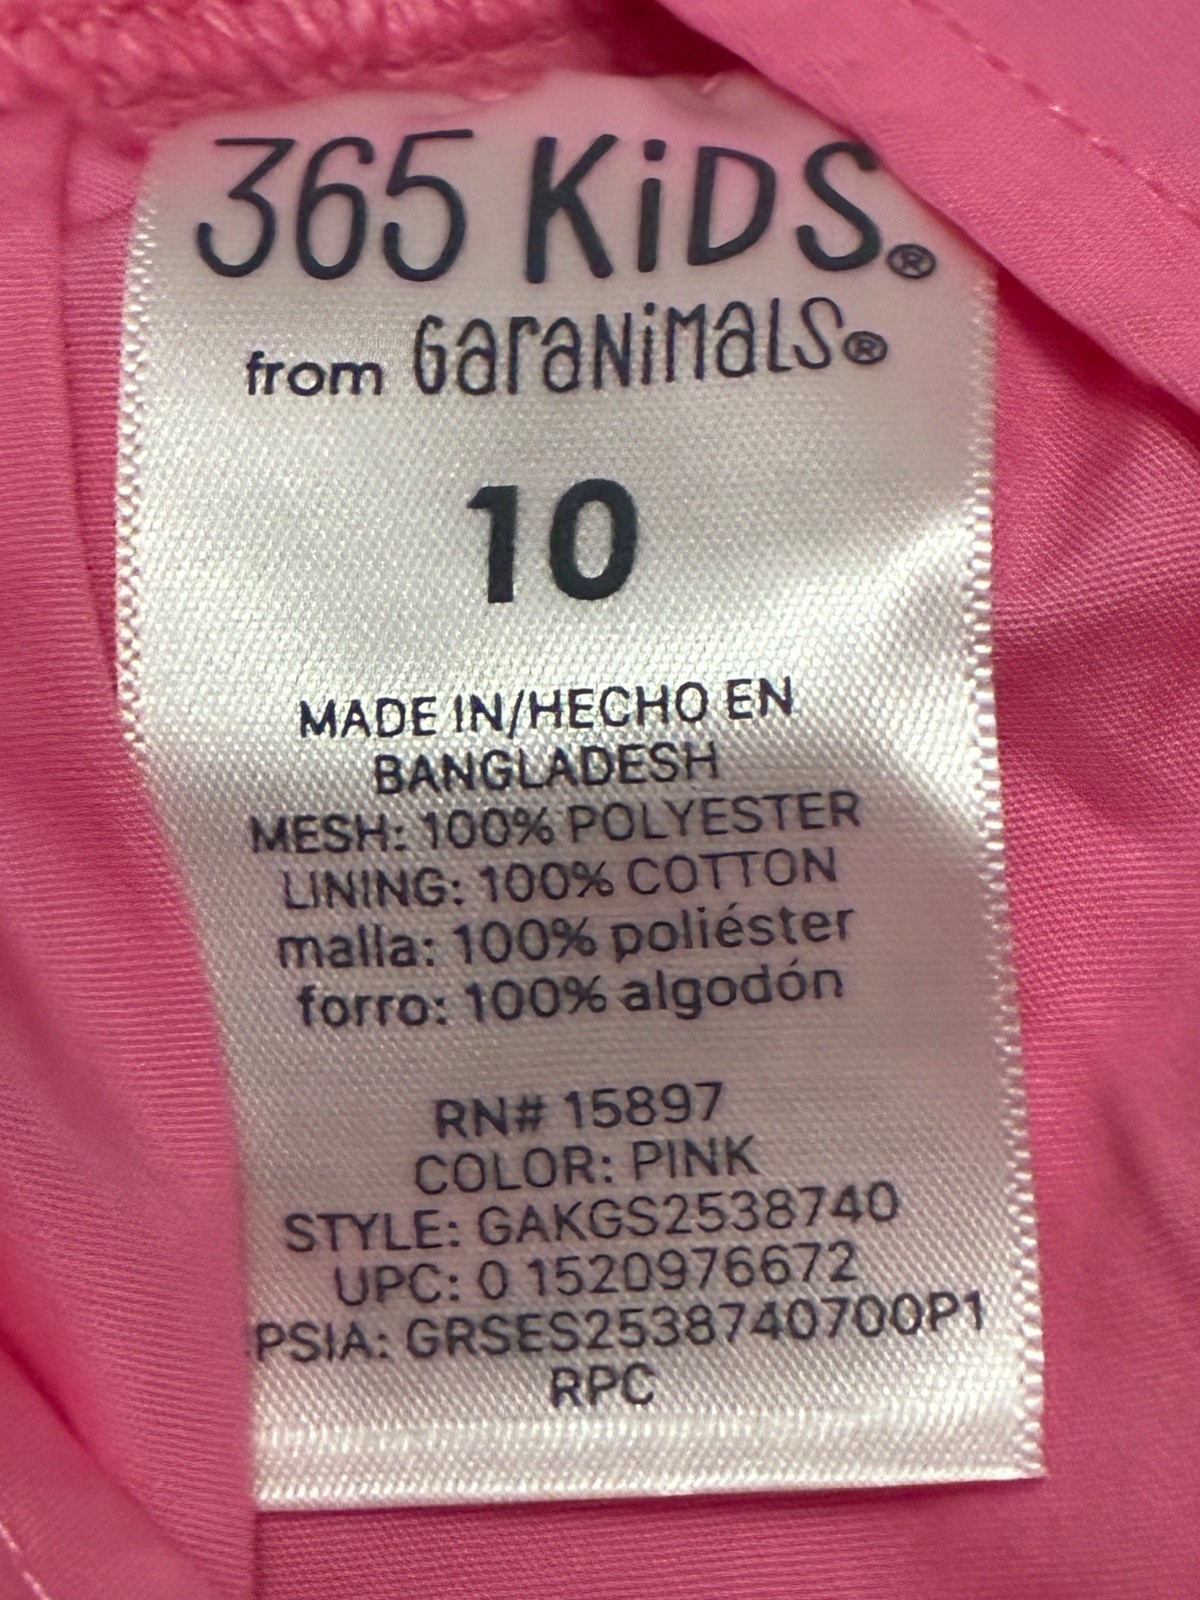 365 KiDS®
from GaraNiMaLS®
10
MADE IN/HECHO EN
BANGLADESH
MESH: 100% POLYESTER
LINING: 100% COTTON
malla: 100% poliéster
forro: 100% algodón
RN# 15897
COLOR: PINK
STYLE: GAKGS2538740
UPC: 0 1520976672
PSIA: GRSES2538740700P1
RPC